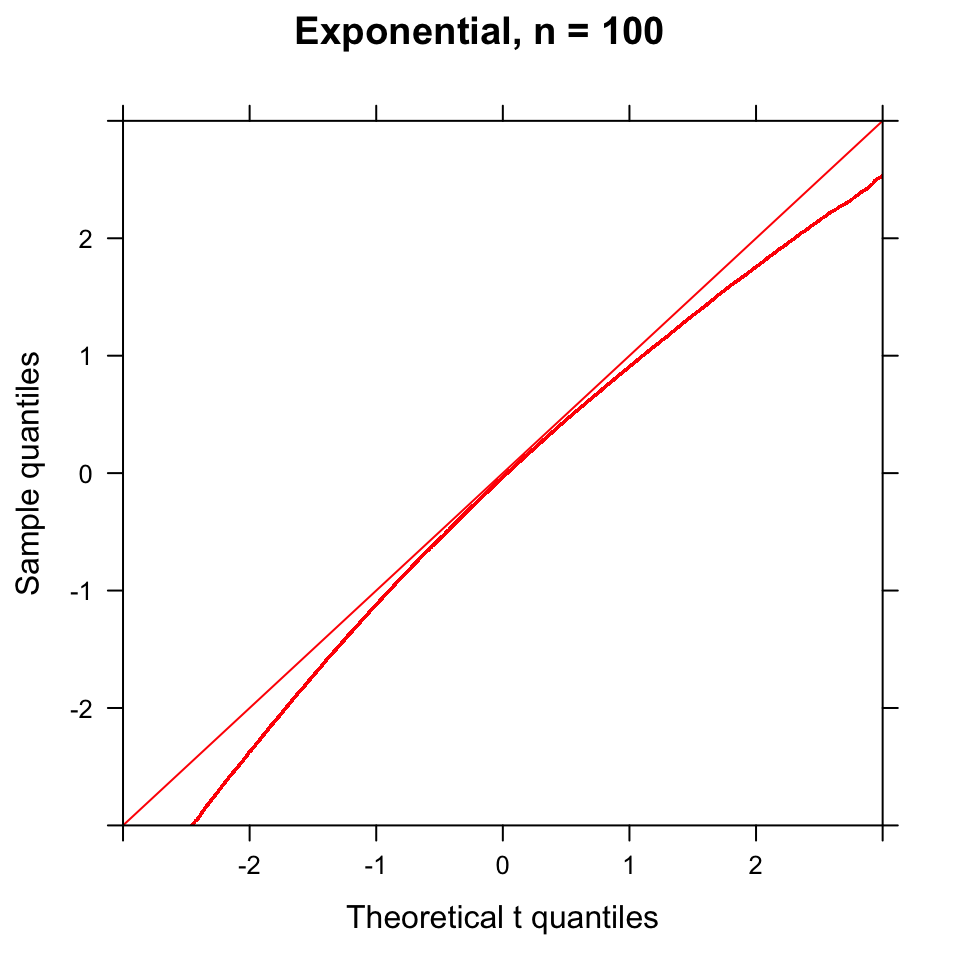 Exponential, n = 100
Sample quantiles
2
1
0
-1
-2
-2 -1 0 1 2
Theoretical t quantiles